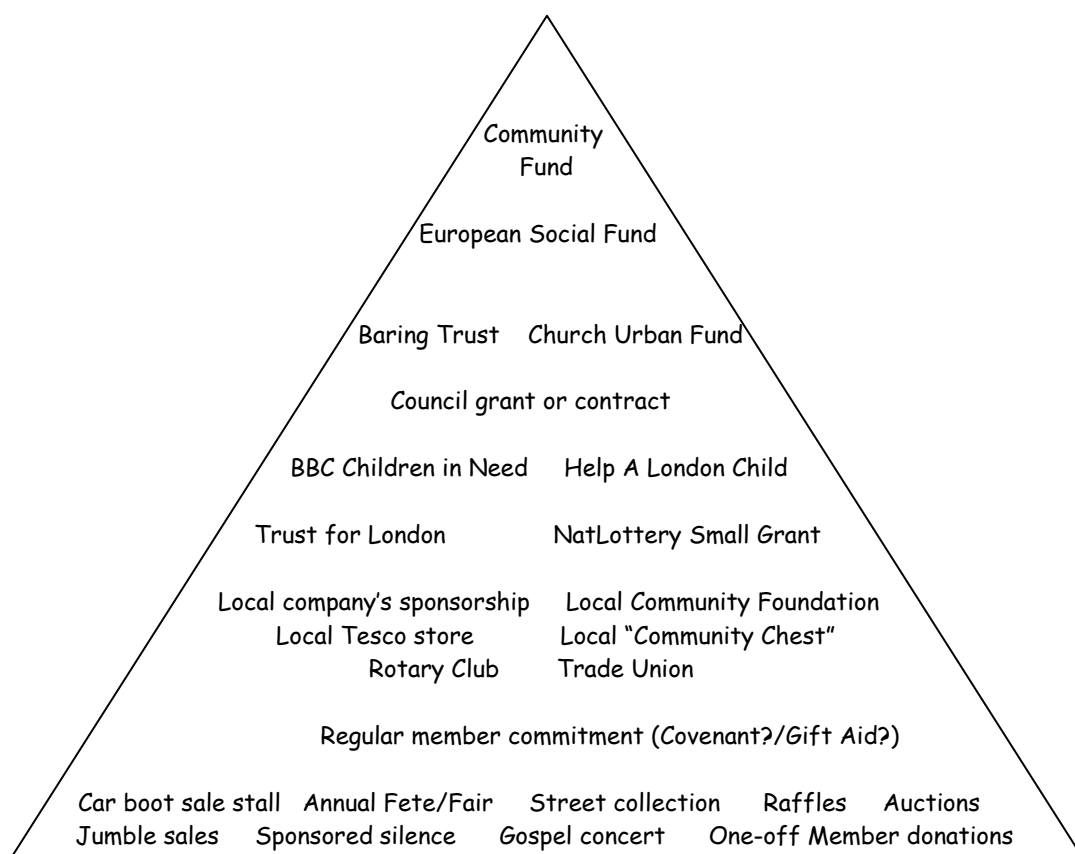 Community
Fund
European Social Fund
Baring Trust Church Urban Fund
Council grant or contract
BBC Children in Need Help A London Child
Trust for London NatLottery Small Grant
Local company’s sponsorship Local Community Foundation
Local Tesco store Local “Community Chest”
Rotary Club Trade Union
Regular member commitment (Covenant?/Gift Aid?)
Car boot sale stall Annual Fete/Fair Street collection Raffles Auctions
Jumble sales Sponsored silence Gospel concert One-off Member donations